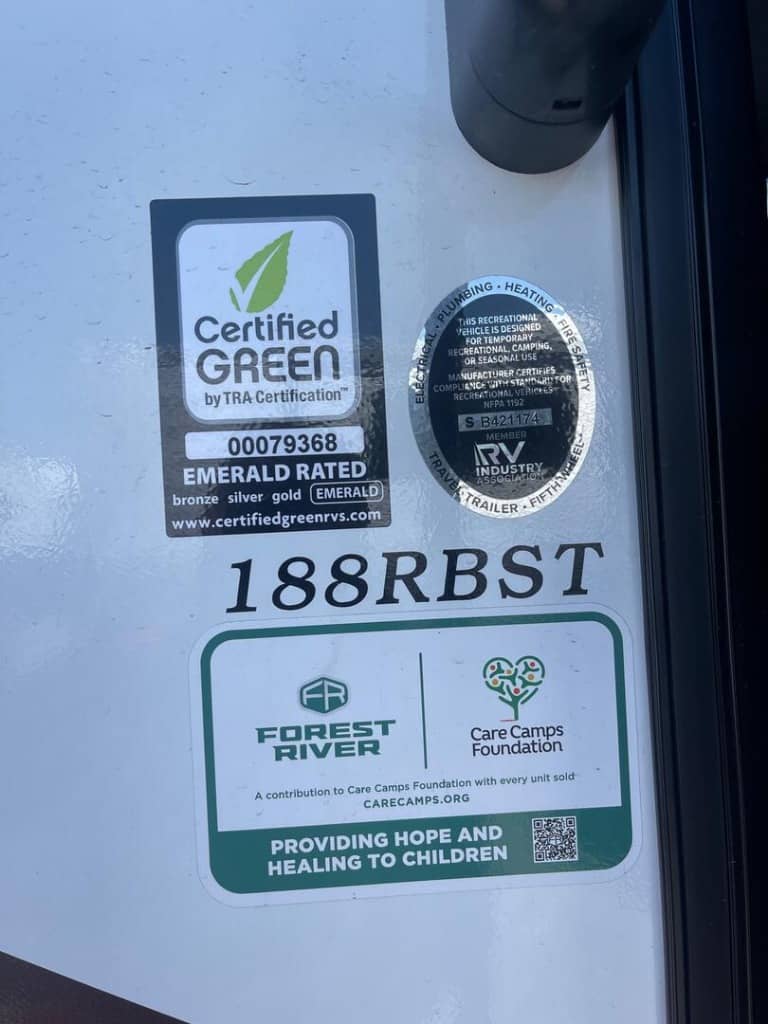 Certified
GREEN
by TRA Certification™
00079368
EMERALD RATED
bronze silver gold EMERALD
www.certifiedgreenrvs.com
ELECTRICAL • PLUMBING • HEATING • FIRE SAFETY
THIS RECREATIONAL
VEHICLE IS DESIGNED
FOR TEMPORARY
RECREATIONAL, CAMPING,
OR SEASONAL USE
MANUFACTURER CERTIFIES
COMPLIANCE WITH STANDARD FOR
RECREATIONAL VEHICLES
NFPA 1192
S B421174
MEMBER
RV
INDUSTRY
ASSOCIATION
TRAVEL TRAILER • FIFTH WHEEL
188RBST
FR
FOREST
RIVER
Care Camps
Foundation
A contribution to Care Camps Foundation with every unit sold
CARECAMPS.ORG
PROVIDING HOPE AND
HEALING TO CHILDREN